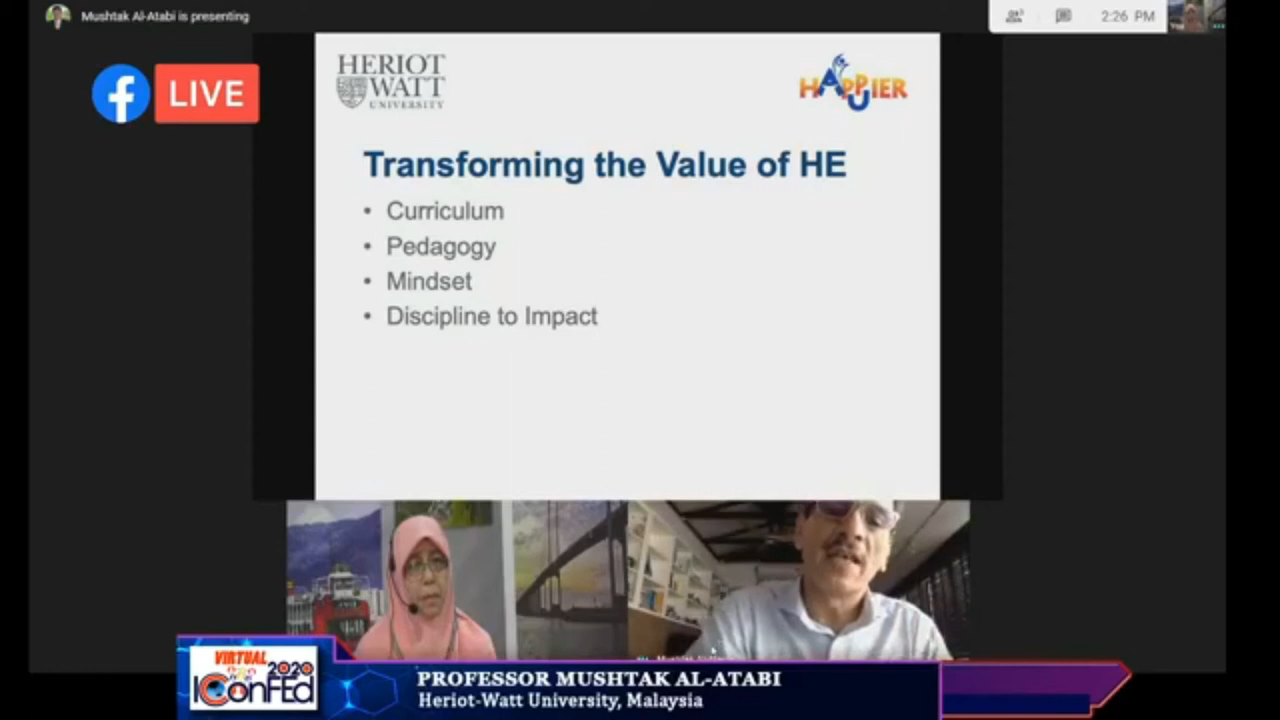 Mushtak Al-Atabi is presenting
2:26 PM
LIVE
HERIOT
WATT
UNIVERSITY
HAPPIER
U
Transforming the Value of HE
• Curriculum
• Pedagogy
• Mindset
• Discipline to Impact
VIRTUAL
2020
IConFEd
PROFESSOR MUSHTAK AL-ATABI
Heriot-Watt University, Malaysia